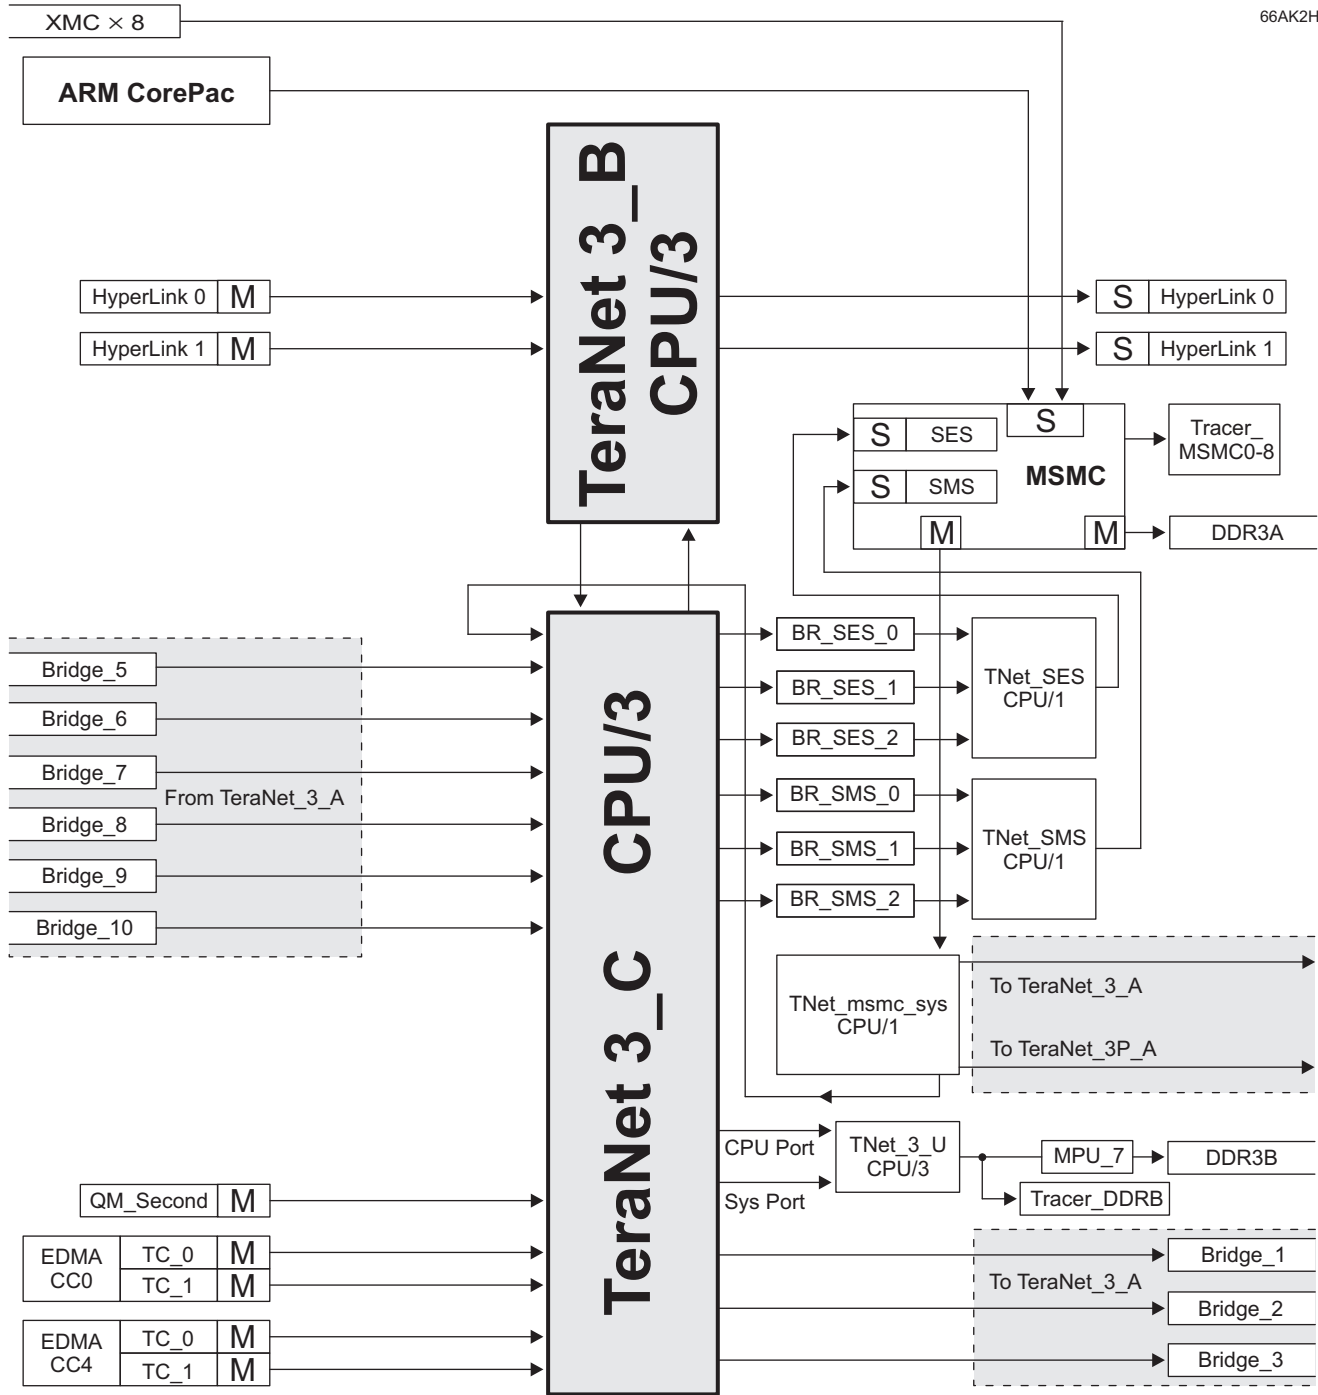 XMC × 8
66AK2H
ARM CorePac
TeraNet 3_B
CPU/3
HyperLink 0 M
HyperLink 1 M
S HyperLink 0
S HyperLink 1
S
S SES
S SMS
MSMC
M
M
Tracer_
MSMC0-8
DDR3A
TeraNet 3_C CPU/3
Bridge_5
Bridge_6
Bridge_7
Bridge_8
Bridge_9
Bridge_10
From TeraNet_3_A
BR_SES_0
BR_SES_1
BR_SES_2
BR_SMS_0
BR_SMS_1
BR_SMS_2
TNet_SES
CPU/1
TNet_SMS
CPU/1
TNet_msmc_sys
CPU/1
To TeraNet_3_A
To TeraNet_3P_A
CPU Port
Sys Port
TNet_3_U
CPU/3
MPU_7
DDR3B
Tracer_DDRB
QM_Second M
EDMA
CC0
TC_0 M
TC_1 M
EDMA
CC4
TC_0 M
TC_1 M
To TeraNet_3_A
Bridge_1
Bridge_2
Bridge_3